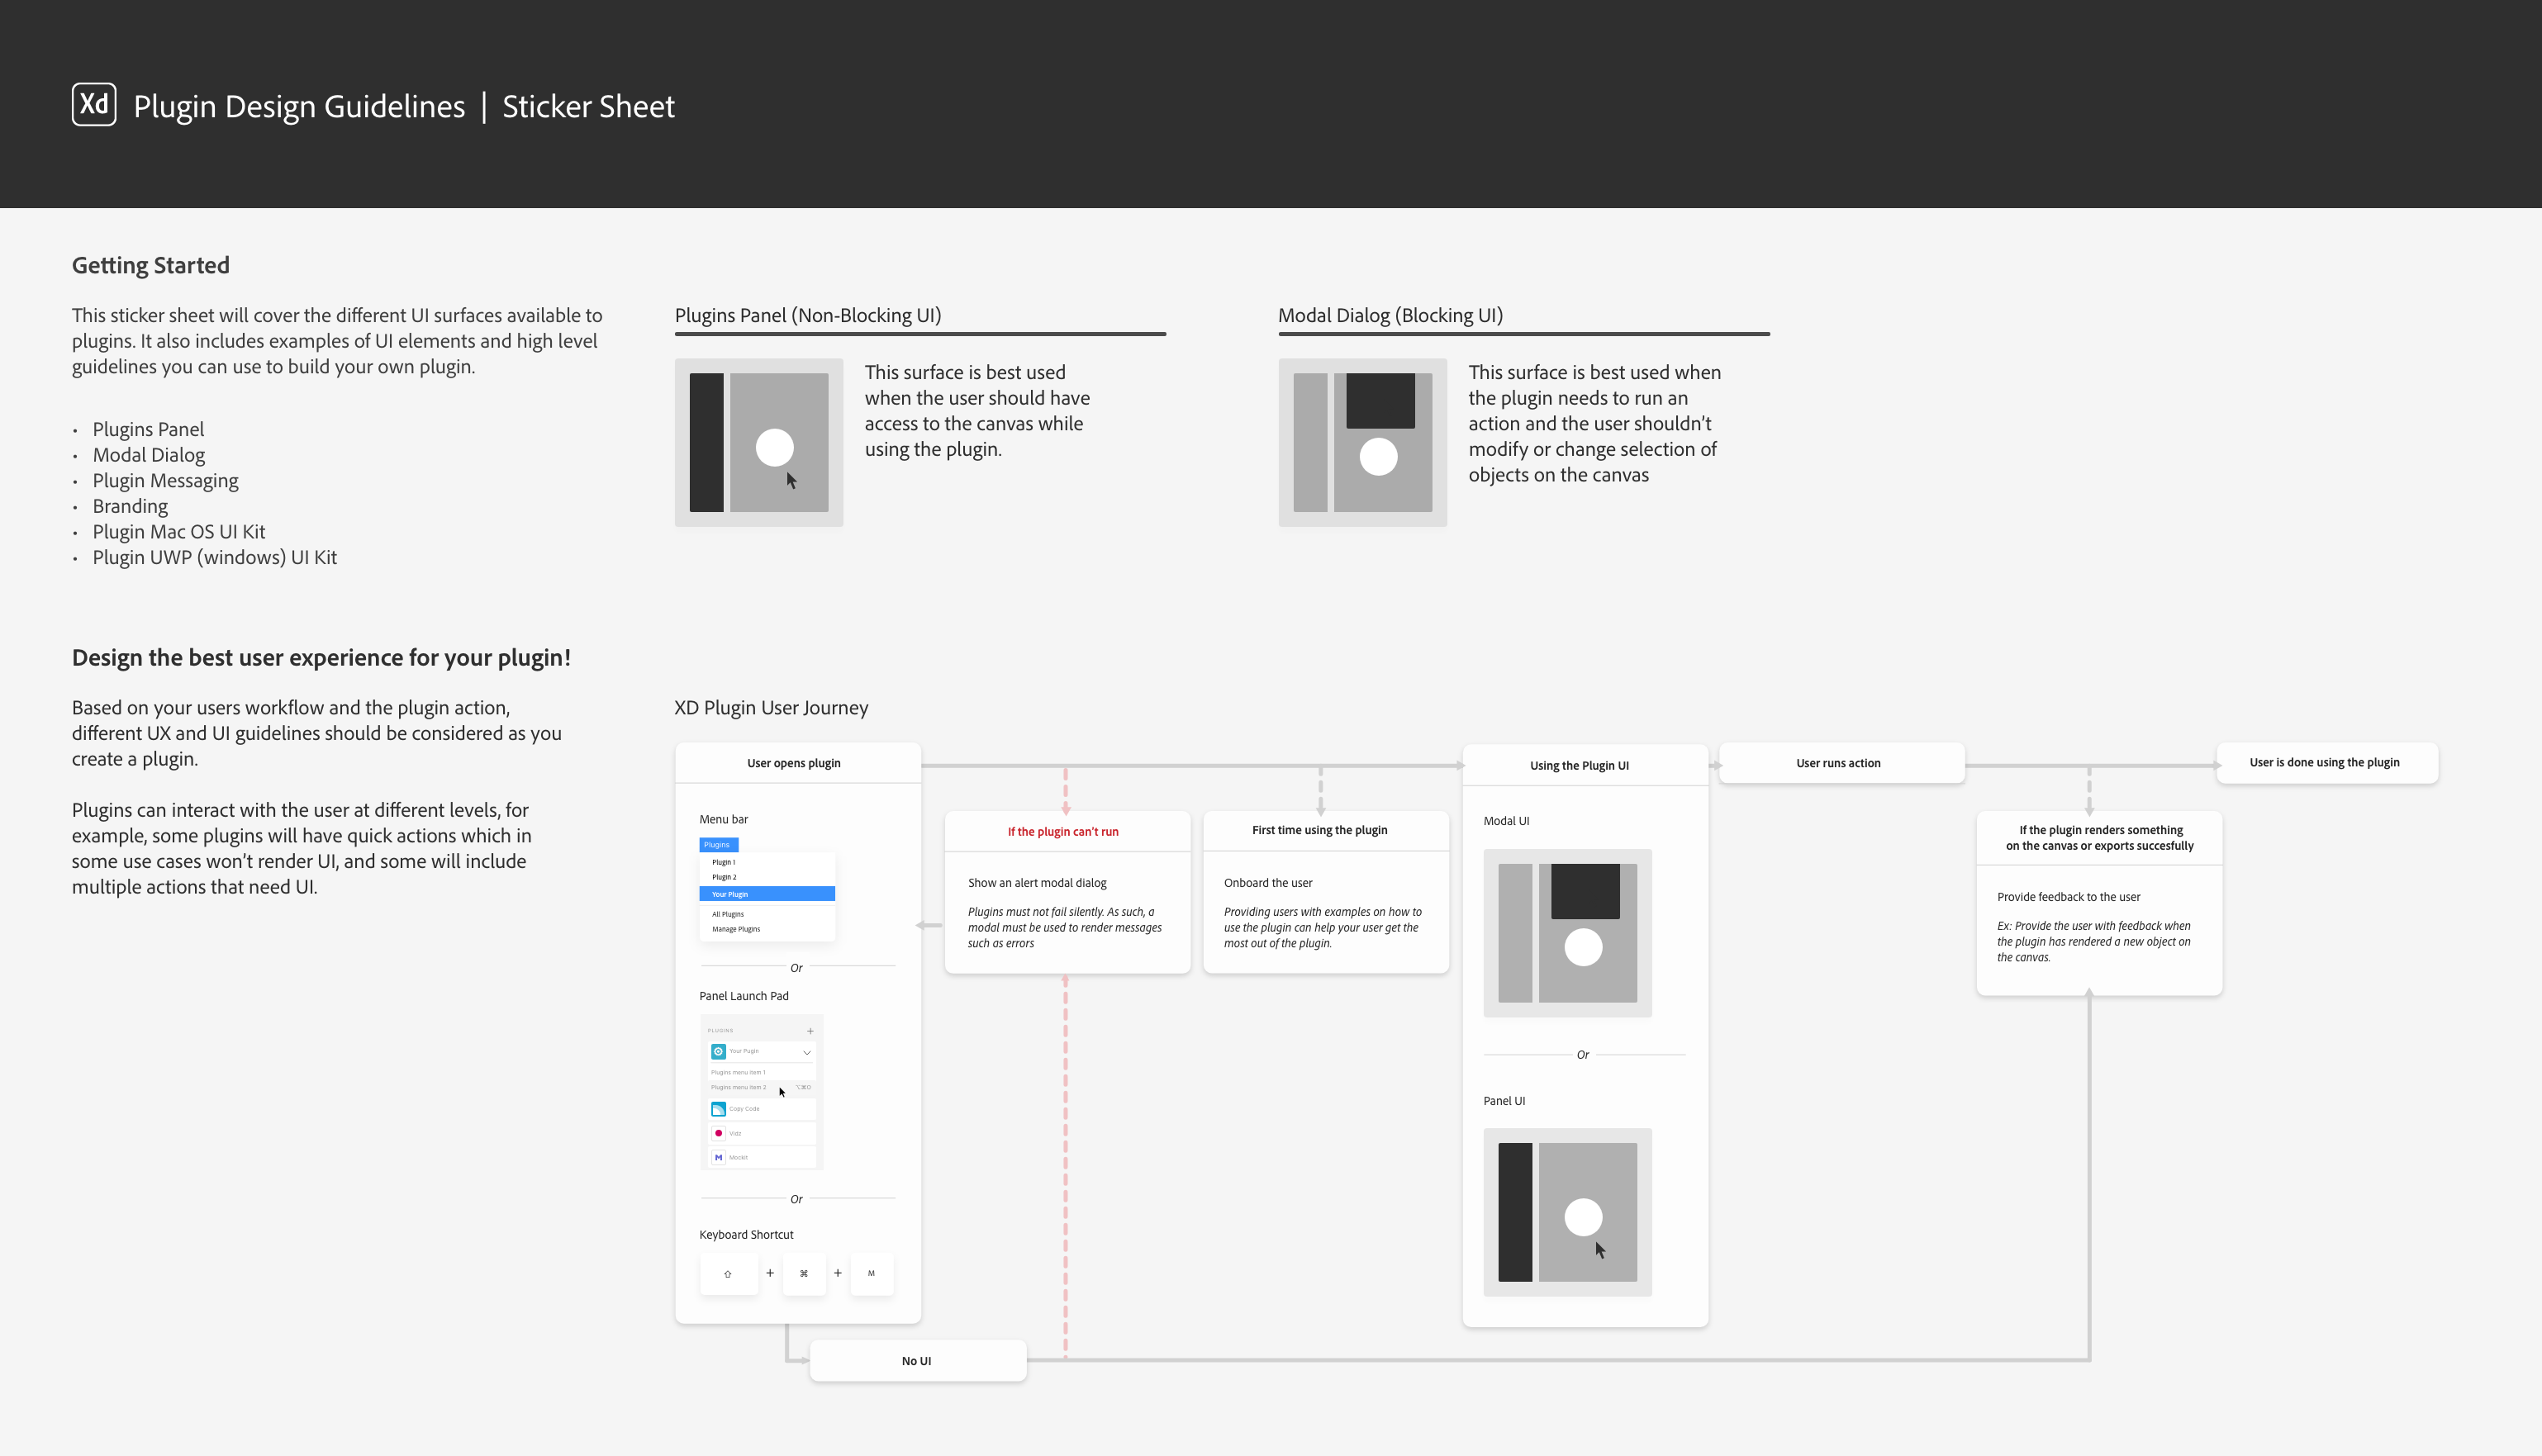 Xd Plugin Design Guidelines | Sticker Sheet
Getting Started
This sticker sheet will cover the different UI surfaces available to
plugins. It also includes examples of UI elements and high level
guidelines you can use to build your own plugin.
• Plugins Panel
• Modal Dialog
• Plugin Messaging
• Branding
• Plugin Mac OS UI Kit
• Plugin UWP (windows) UI Kit
Plugins Panel (Non-Blocking UI)
This surface is best used
when the user should have
access to the canvas while
using the plugin.
Modal Dialog (Blocking UI)
This surface is best used when
the plugin needs to run an
action and the user shouldn't
modify or change selection of
objects on the canvas
Design the best user experience for your plugin!
Based on your users workflow and the plugin action,
different UX and UI guidelines should be considered as you
create a plugin.
Plugins can interact with the user at different levels, for
example, some plugins will have quick actions which in
some use cases won't render UI, and some will include
multiple actions that need UI.
XD Plugin User Journey
User opens plugin
Menu bar
Plugins
Plugin 1
Plugin 2
Your Plugin
All Plugins
Manage Plugins
Or
Panel Launch Pad
PLUGINS +
Your Plugin
Plugins menu item 1
Plugins menu item 2 ⌥⌘O
Copy Code
Vidz
M Mockit
Or
Keyboard Shortcut
⇧ + ⌘ + M
No UI
If the plugin can't run
Show an alert modal dialog
Plugins must not fail silently. As such, a
modal must be used to render messages
such as errors
First time using the plugin
Onboard the user
Providing users with examples on how to
use the plugin can help your user get the
most out of the plugin.
Using the Plugin UI
Modal UI
Or
Panel UI
User runs action
If the plugin renders something
on the canvas or exports succesfully
Provide feedback to the user
Ex: Provide the user with feedback when
the plugin has rendered a new object on
the canvas.
User is done using the plugin